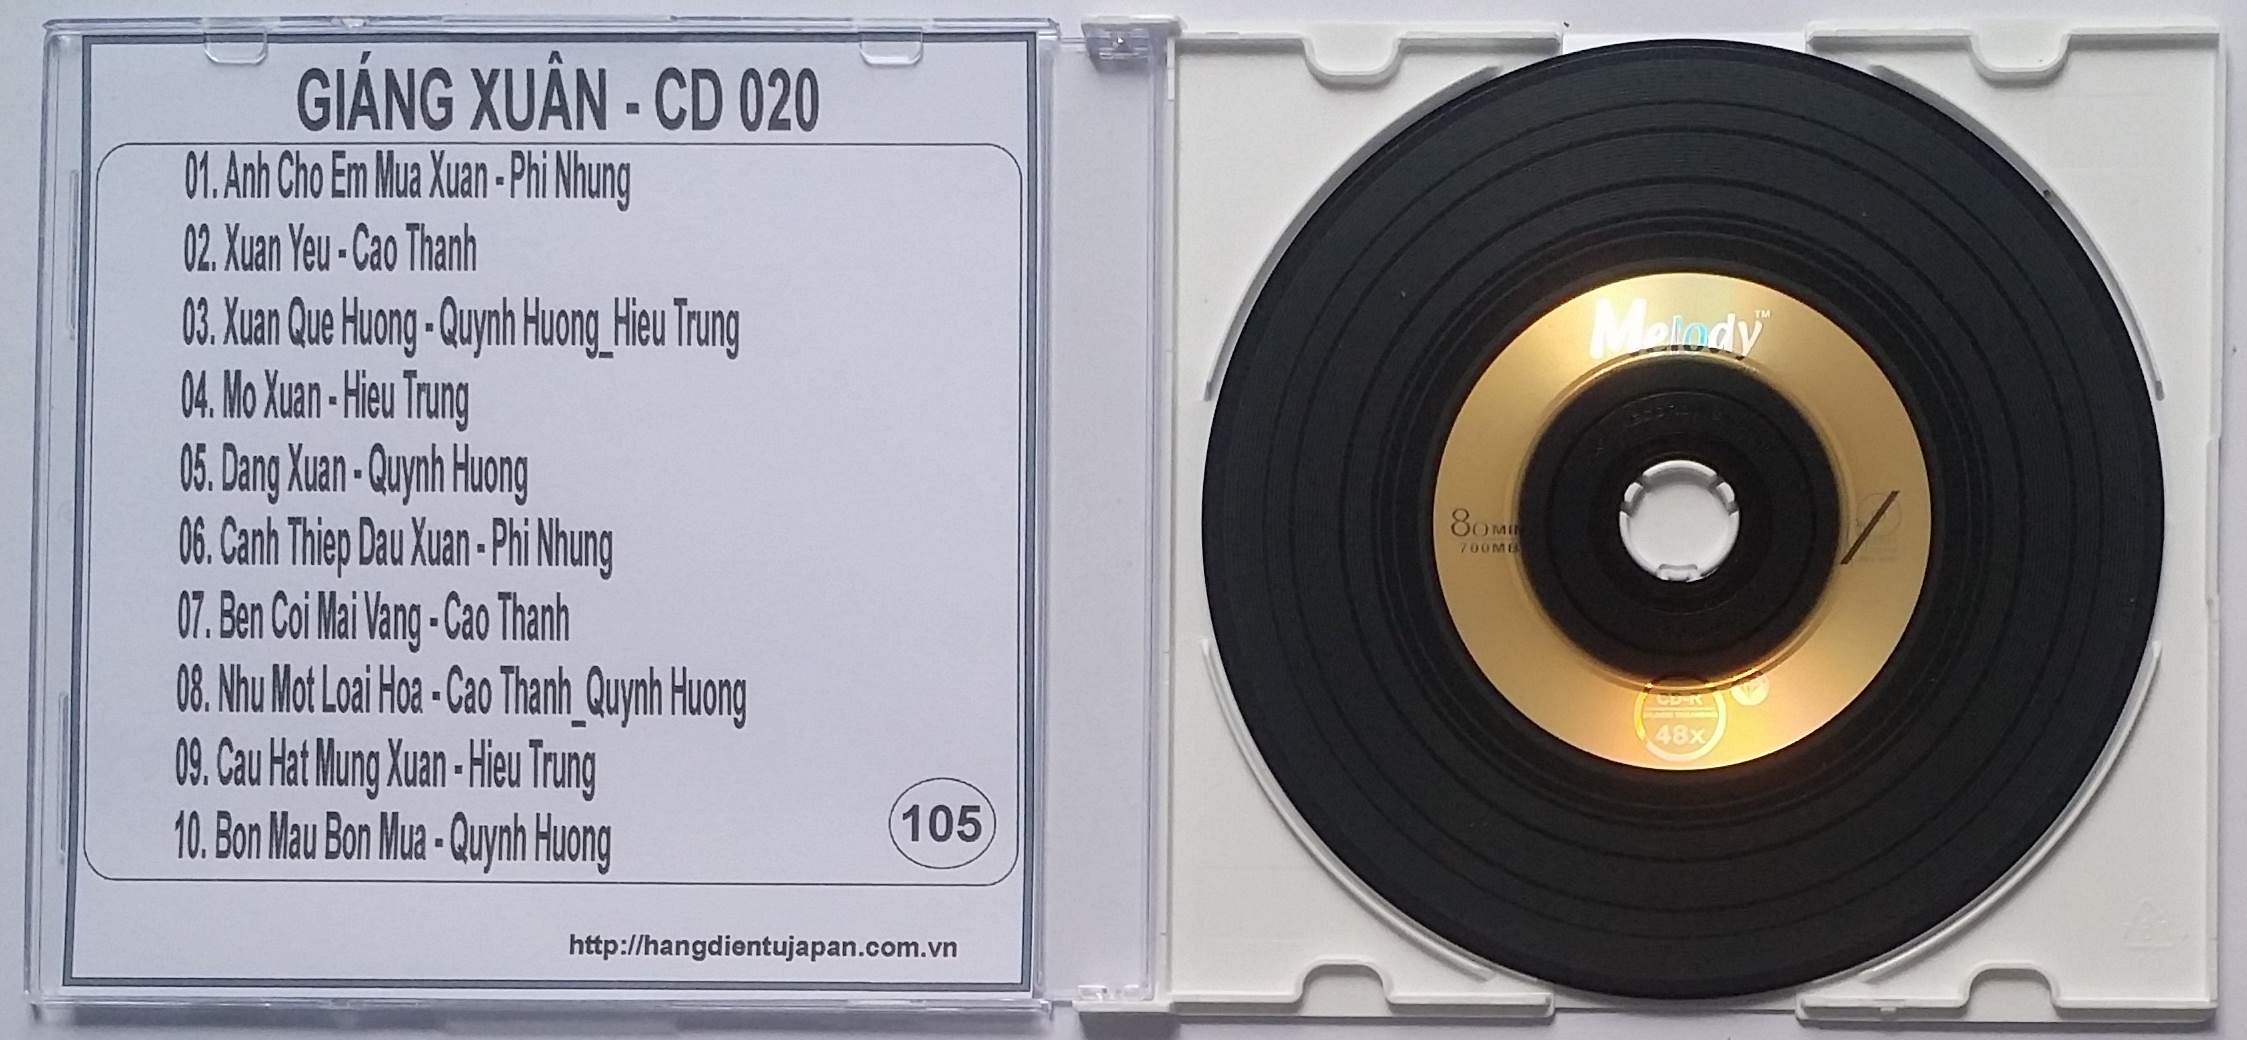 GIÁNG XUÂN - CD 020
01. Anh Cho Em Mua Xuan - Phi Nhung
02. Xuan Yeu - Cao Thanh
03. Xuan Que Huong - Quynh Huong_Hieu Trung
04. Mo Xuan - Hieu Trung
05. Dang Xuan - Quynh Huong
06. Canh Thiep Dau Xuan - Phi Nhung
07. Ben Coi Mai Vang - Cao Thanh
08. Nhu Mot Loai Hoa - Cao Thanh_Quynh Huong
09. Cau Hat Mung Xuan - Hieu Trung
10. Bon Mau Bon Mua - Quynh Huong
105
http://hangdientujapan.com.vn
Melody™
80 MIN
700MB
CD-R
48x